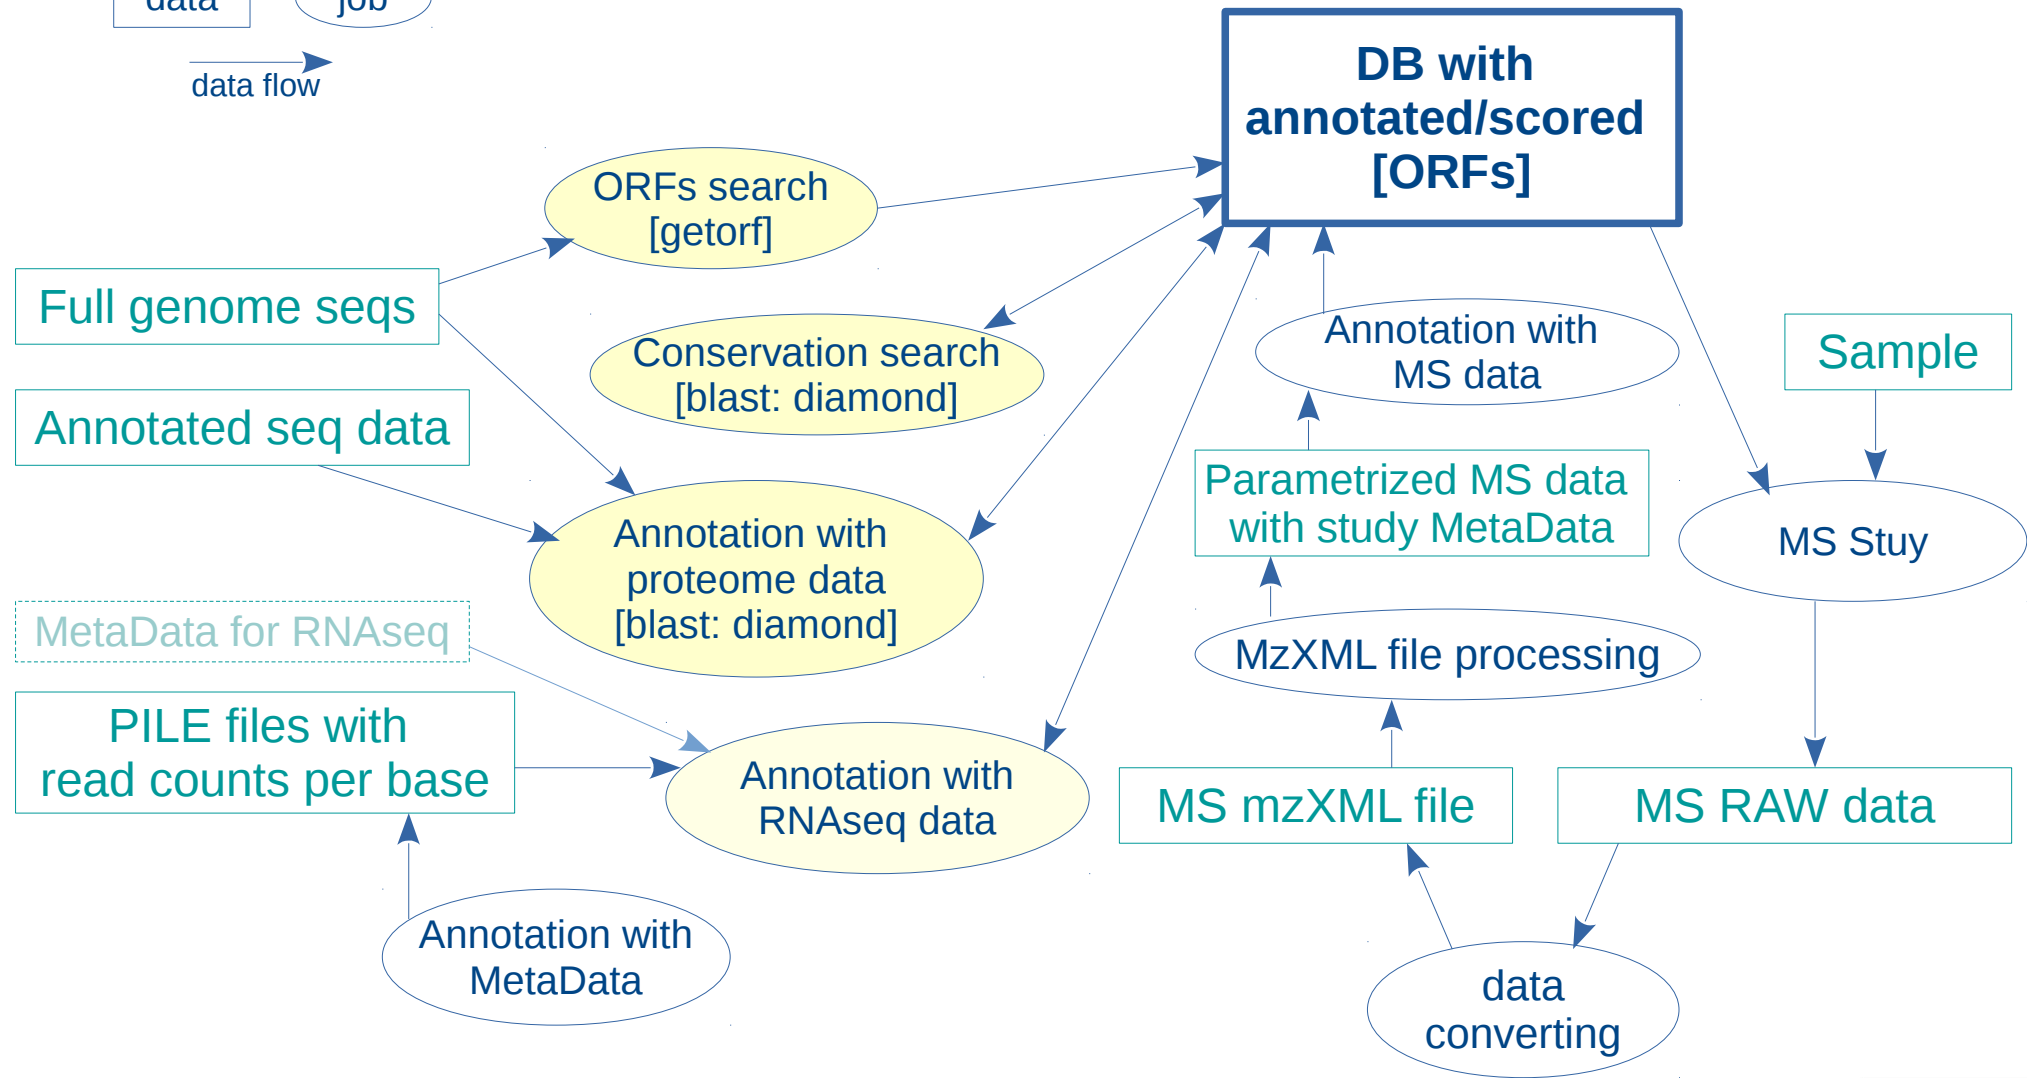 data
job
data flow
DB with
annotated/scored
[ORFs]
ORFs search
[getorf]
Full genome seqs
Conservation search
[blast: diamond]
Annotation with
MS data
Sample
Annotated seq data
Parametrized MS data
with study MetaData
Annotation with
proteome data
[blast: diamond]
MS Stuy
MetaData for RNAseq
MzXML file processing
PILE files with
read counts per base
Annotation with
RNAseq data
MS mzXML file
MS RAW data
Annotation with
MetaData
data
converting